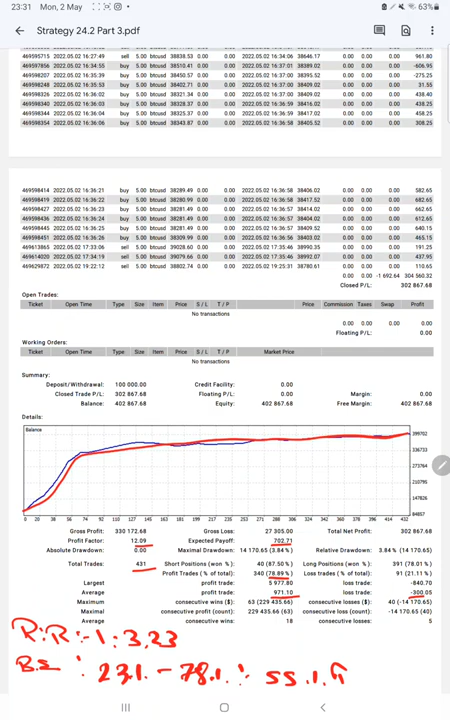 23:31 Mon, 2 May 63%
Strategy 24.2 Part 3.pdf
469595715 2022.05.02 16:27:49 sell 5.00 btcusd 38838.53 0.00 0.00 2022.05.02 16:34:06 38646.17 0.00 0.00 0.00 961.80
469597856 2022.05.02 16:34:55 buy 5.00 btcusd 38510.41 0.00 0.00 2022.05.02 16:37:01 38389.02 0.00 0.00 0.00 -606.95
469598207 2022.05.02 16:35:39 buy 5.00 btcusd 38450.57 0.00 0.00 2022.05.02 16:37:00 38395.52 0.00 0.00 0.00 -275.25
469598248 2022.05.02 16:35:53 buy 5.00 btcusd 38402.71 0.00 0.00 2022.05.02 16:37:00 38409.02 0.00 0.00 0.00 31.55
469598326 2022.05.02 16:36:02 buy 5.00 btcusd 38321.34 0.00 0.00 2022.05.02 16:37:00 38409.02 0.00 0.00 0.00 438.40
469598340 2022.05.02 16:36:03 buy 5.00 btcusd 38328.37 0.00 0.00 2022.05.02 16:36:59 38416.02 0.00 0.00 0.00 438.25
469598344 2022.05.02 16:36:04 buy 5.00 btcusd 38325.37 0.00 0.00 2022.05.02 16:36:59 38417.02 0.00 0.00 0.00 458.25
469598354 2022.05.02 16:36:06 buy 5.00 btcusd 38343.87 0.00 0.00 2022.05.02 16:36:58 38405.52 0.00 0.00 0.00 308.25
469598414 2022.05.02 16:36:21 buy 5.00 btcusd 38289.49 0.00 0.00 2022.05.02 16:36:58 38406.02 0.00 0.00 0.00 582.65
469598419 2022.05.02 16:36:22 buy 5.00 btcusd 38280.99 0.00 0.00 2022.05.02 16:36:58 38417.52 0.00 0.00 0.00 682.65
469598427 2022.05.02 16:36:23 buy 5.00 btcusd 38281.49 0.00 0.00 2022.05.02 16:36:57 38414.02 0.00 0.00 0.00 662.65
469598436 2022.05.02 16:36:24 buy 5.00 btcusd 38281.49 0.00 0.00 2022.05.02 16:36:57 38404.02 0.00 0.00 0.00 612.65
469598445 2022.05.02 16:36:25 buy 5.00 btcusd 38281.49 0.00 0.00 2022.05.02 16:36:57 38409.52 0.00 0.00 0.00 640.15
469598451 2022.05.02 16:36:26 buy 5.00 btcusd 38309.99 0.00 0.00 2022.05.02 16:36:56 38403.02 0.00 0.00 0.00 465.15
469613865 2022.05.02 17:33:06 sell 5.00 btcusd 39028.60 0.00 0.00 2022.05.02 17:35:46 38990.35 0.00 0.00 0.00 191.25
469614020 2022.05.02 17:34:19 sell 5.00 btcusd 39079.66 0.00 0.00 2022.05.02 17:35:46 38992.07 0.00 0.00 0.00 437.95
469629872 2022.05.02 19:22:12 sell 5.00 btcusd 38802.74 0.00 0.00 2022.05.02 19:25:31 38780.61 0.00 0.00 0.00 110.65
0.00 0.00 -1 692.64 304 560.32
Closed P/L: 302 867.68
Open Trades:
Ticket Open Time Type Size Item Price S / L T / P Price Commission Taxes Swap Profit
No transactions
0.00 0.00 0.00 0.00
Floating P/L: 0.00
Working Orders:
Ticket Open Time Type Size Item Price S / L T / P Market Price
No transactions
Summary:
Deposit/Withdrawal: 100 000.00 Credit Facility: 0.00
Closed Trade P/L: 302 867.68 Floating P/L: 0.00 Margin: 0.00
Balance: 402 867.68 Equity: 402 867.68 Free Margin: 402 867.68
Details:
Balance
399702
336733
273764
210795
147826
84857
0 20 38 56 74 92 110 127 145 163 181 199 217 235 253 271 288 306 324 342 360 378 396 414 432
Gross Profit: 330 172.68 Gross Loss: 27 305.00 Total Net Profit: 302 867.68
Profit Factor: 12.09 Expected Payoff: 702.71
Absolute Drawdown: 0.00 Maximal Drawdown: 14 170.65 (3.84%) Relative Drawdown: 3.84% (14 170.65)
Total Trades: 431 Short Positions (won %): 40 (87.50%) Long Positions (won %): 391 (78.01%)
Profit Trades (% of total): 340 (78.89%) Loss trades (% of total): 91 (21.11%)
Largest profit trade: 5 977.80 loss trade: -840.70
Average profit trade: 971.10 loss trade: -300.05
Maximum consecutive wins ($): 63 (229 435.66) consecutive losses ($): 40 (-14 170.65)
Maximal consecutive profit (count): 229 435.66 (63) consecutive loss (count): -14 170.65 (40)
Average consecutive wins: 18 consecutive losses: 5
R:R:-1:3.23